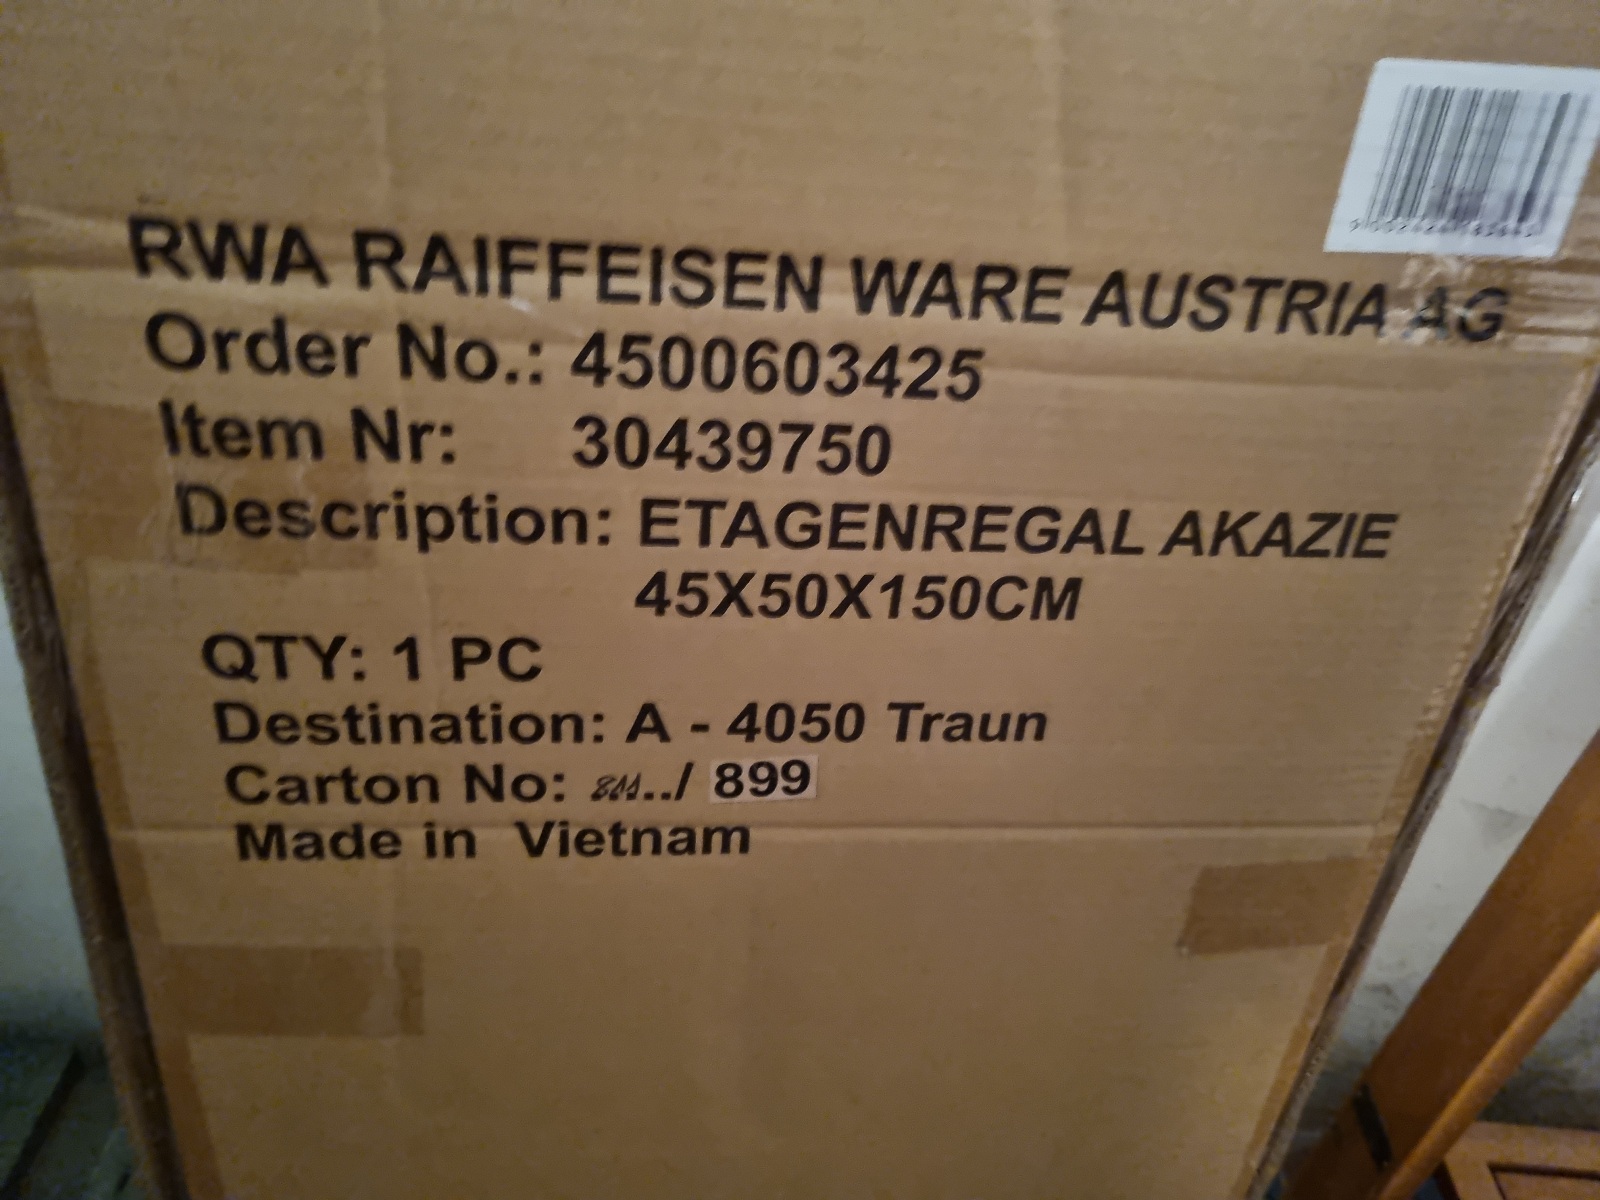 RWA RAIFFEISEN WARE AUSTRIA AG
Order No.: 4500603425
Item Nr: 30439750
Description: ETAGENREGAL AKAZIE
45X50X150CM
QTY: 1 PC
Destination: A - 4050 Traun
Carton No: ../ 899
Made in Vietnam